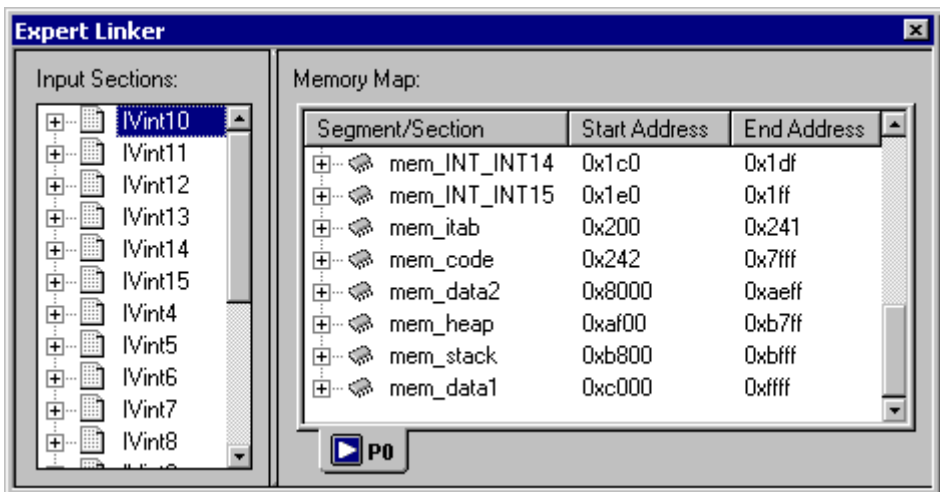 Expert Linker
Input Sections:
IVint10
IVint11
IVint12
IVint13
IVint14
IVint15
IVint4
IVint5
IVint6
IVint7
IVint8
Memory Map:
Segment/Section Start Address End Address
mem_INT_INT14 0x1c0 0x1df
mem_INT_INT15 0x1e0 0x1ff
mem_itab 0x200 0x241
mem_code 0x242 0x7fff
mem_data2 0x8000 0xaeff
mem_heap 0xaf00 0xb7ff
mem_stack 0xb800 0xbfff
mem_data1 0xc000 0xffff
P0